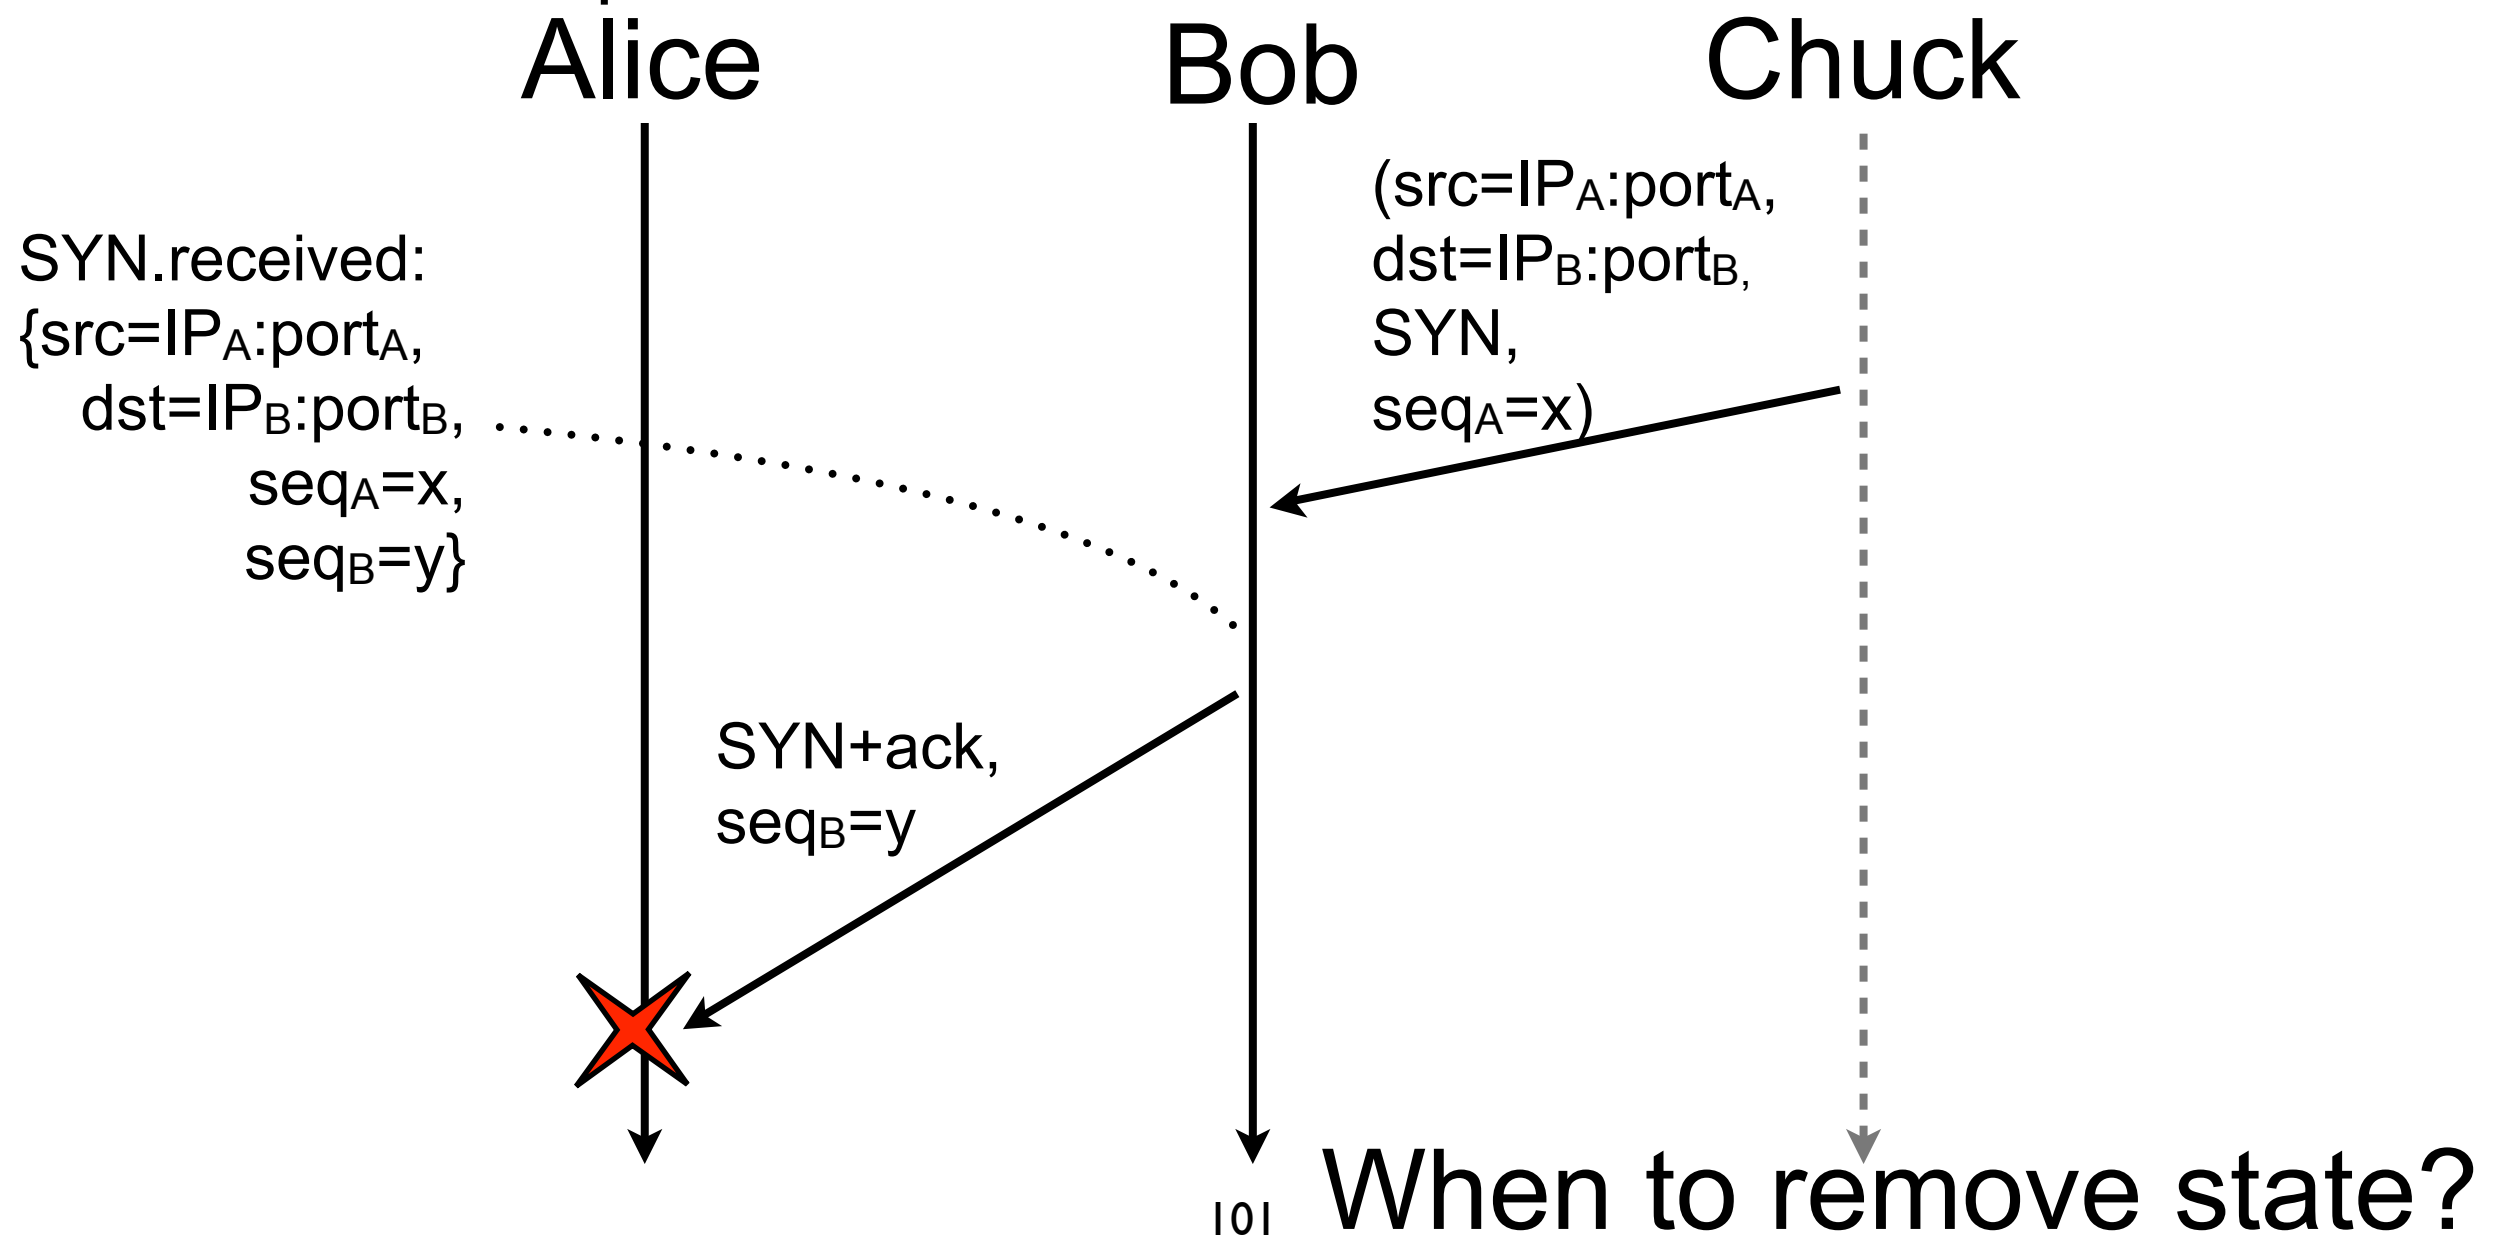 Alice
Bob
Chuck
SYN.received:
{src=IPA:portA,
dst=IPB:portB,
seqA=x,
seqB=y}
(src=IPA:portA,
dst=IPB:portB,
SYN,
seqA=x)
SYN+ack,
seqB=y
101
When to remove state?